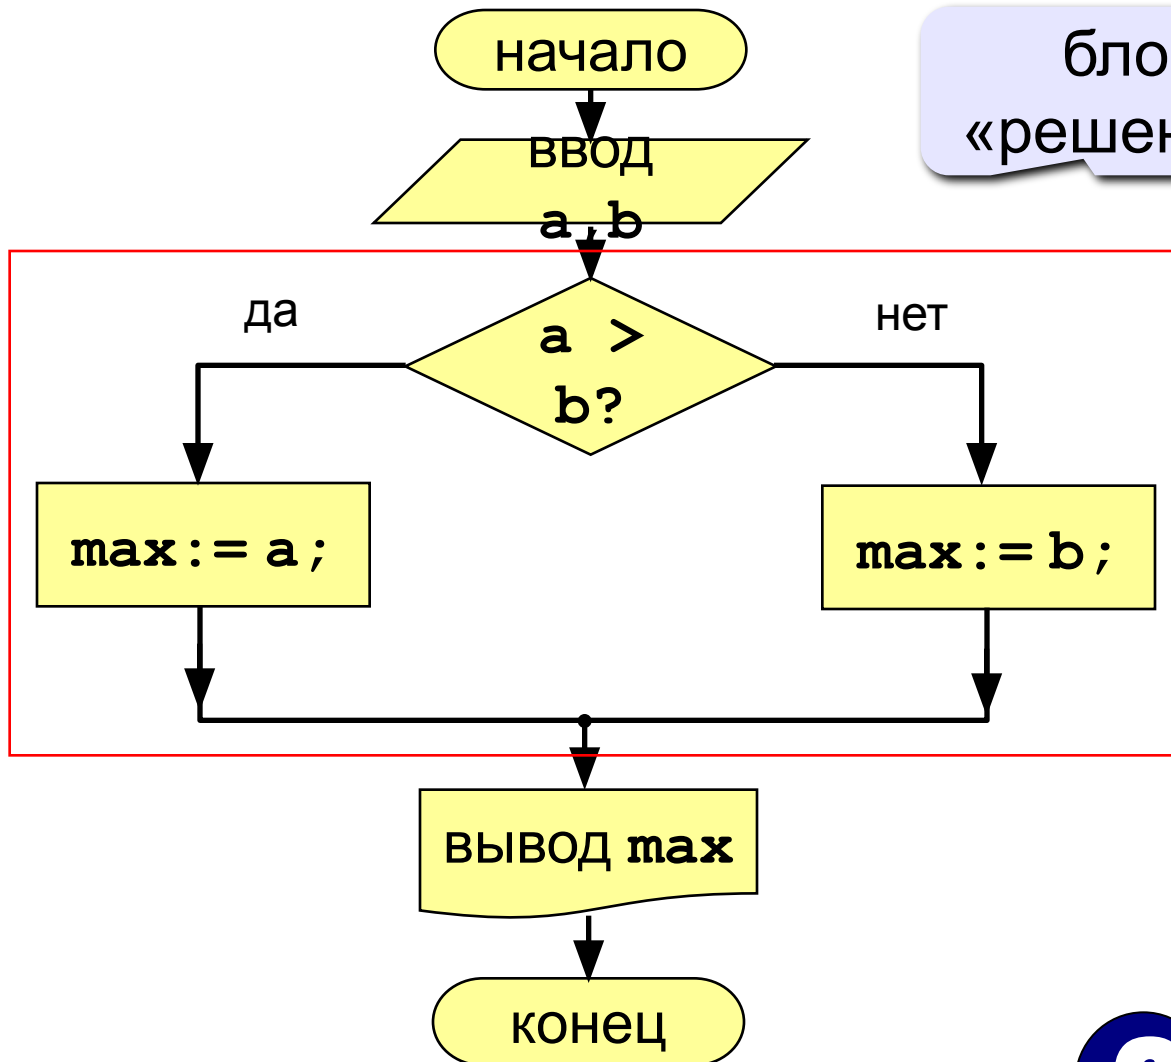 начало
бло
«решен
ввод
a,b
да
нет
a >
b?
max:= a;
max:= b;
вывод max
конец